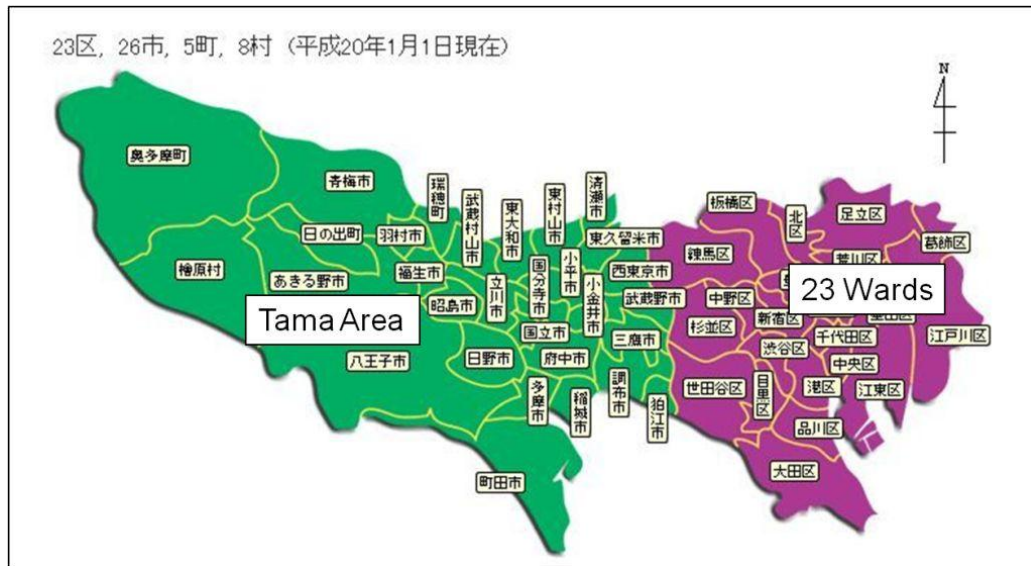 23区, 26市, 5町, 8村（平成20年1月1日現在）
N
奥多摩町
青梅市
瑞穂町
武蔵村山市
東大和市
東村山市
清瀬市
板橋区
北区
足立区
葛飾区
日の出町
羽村市
東久留米市
練馬区
荒川区
檜原村
あきる野市
福生市
昭島市
立川市
国分寺市
小平市
小金井市
西東京市
武蔵野市
中野区
23 Wards
Tama Area
杉並区
新宿区
千代田区
江戸川区
八王子市
日野市
国立市
府中市
三鷹市
渋谷区
中央区
多摩市
稲城市
調布市
狛江市
世田谷区
目黒区
港区
江東区
品川区
大田区
町田市